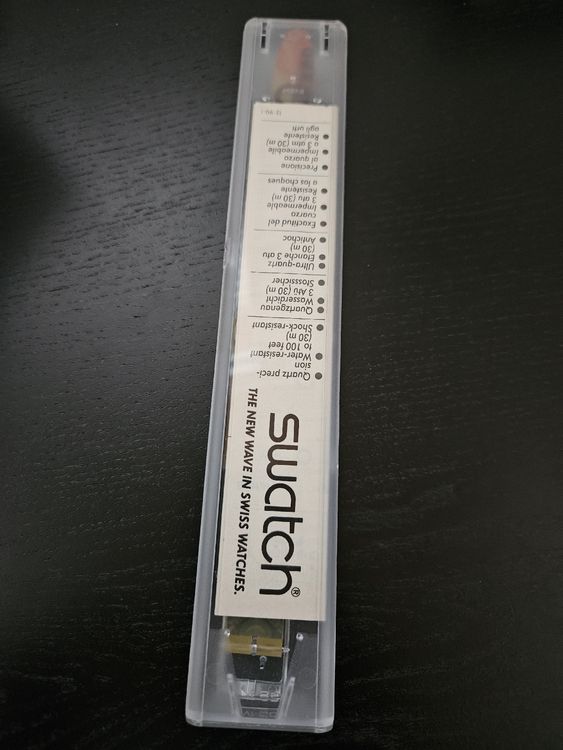 swatch®
THE NEW WAVE IN SWISS WATCHES.
● Quartz preci-
sion
● Water-resistant
to 100 feet
(30 m)
● Shock-resistant
● Quartzgenau
● Wasserdicht
3 Atü (30 m)
● Stosssicher
● Ultra-quartz
● Etanche 3 atu
(30 m)
● Antichoc
● Exactitud del
cuarzo
● Impermeable
3 atu (30 m)
● Resistente
a los choques
● Precisione
al quarzo
● Impermeabile
a 3 atm (30 m)
● Resistente
agli urti